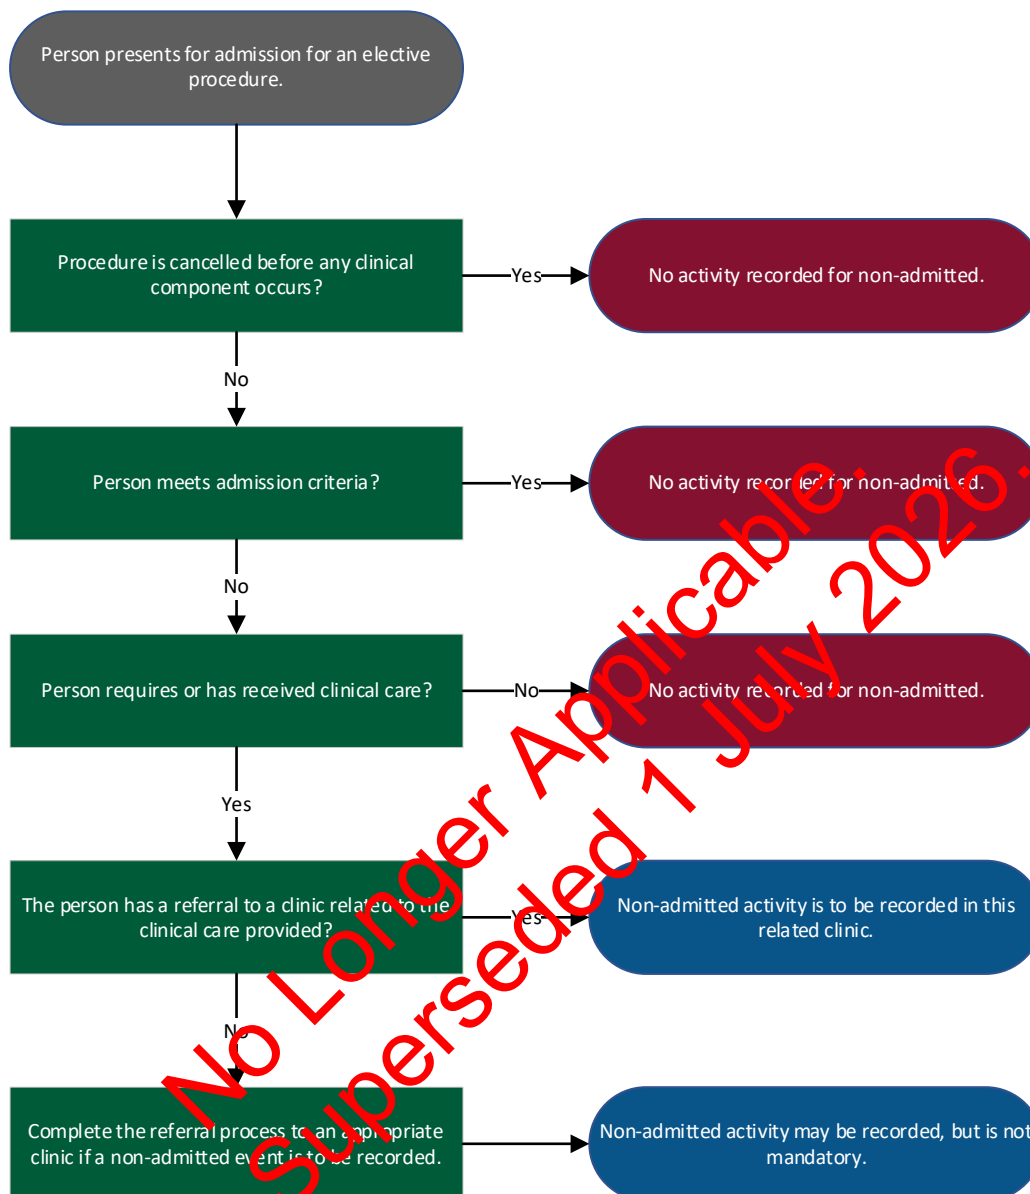 Person presents for admission for an elective
procedure.
Procedure is cancelled before any clinical
component occurs?
Yes
No activity recorded for non-admitted.
No
Person meets admission criteria?
Yes
No activity recorded for non-admitted.
No
Person requires or has received clinical care?
No
No activity recorded for non-admitted.
Yes
The person has a referral to a clinic related to the
clinical care provided?
Yes
Non-admitted activity is to be recorded in this
related clinic.
No
Complete the referral process to an appropriate
clinic if a non-admitted event is to be recorded.
Non-admitted activity may be recorded, but is not
mandatory.
No Longer Applicable.
Superseded 1 July 2026.